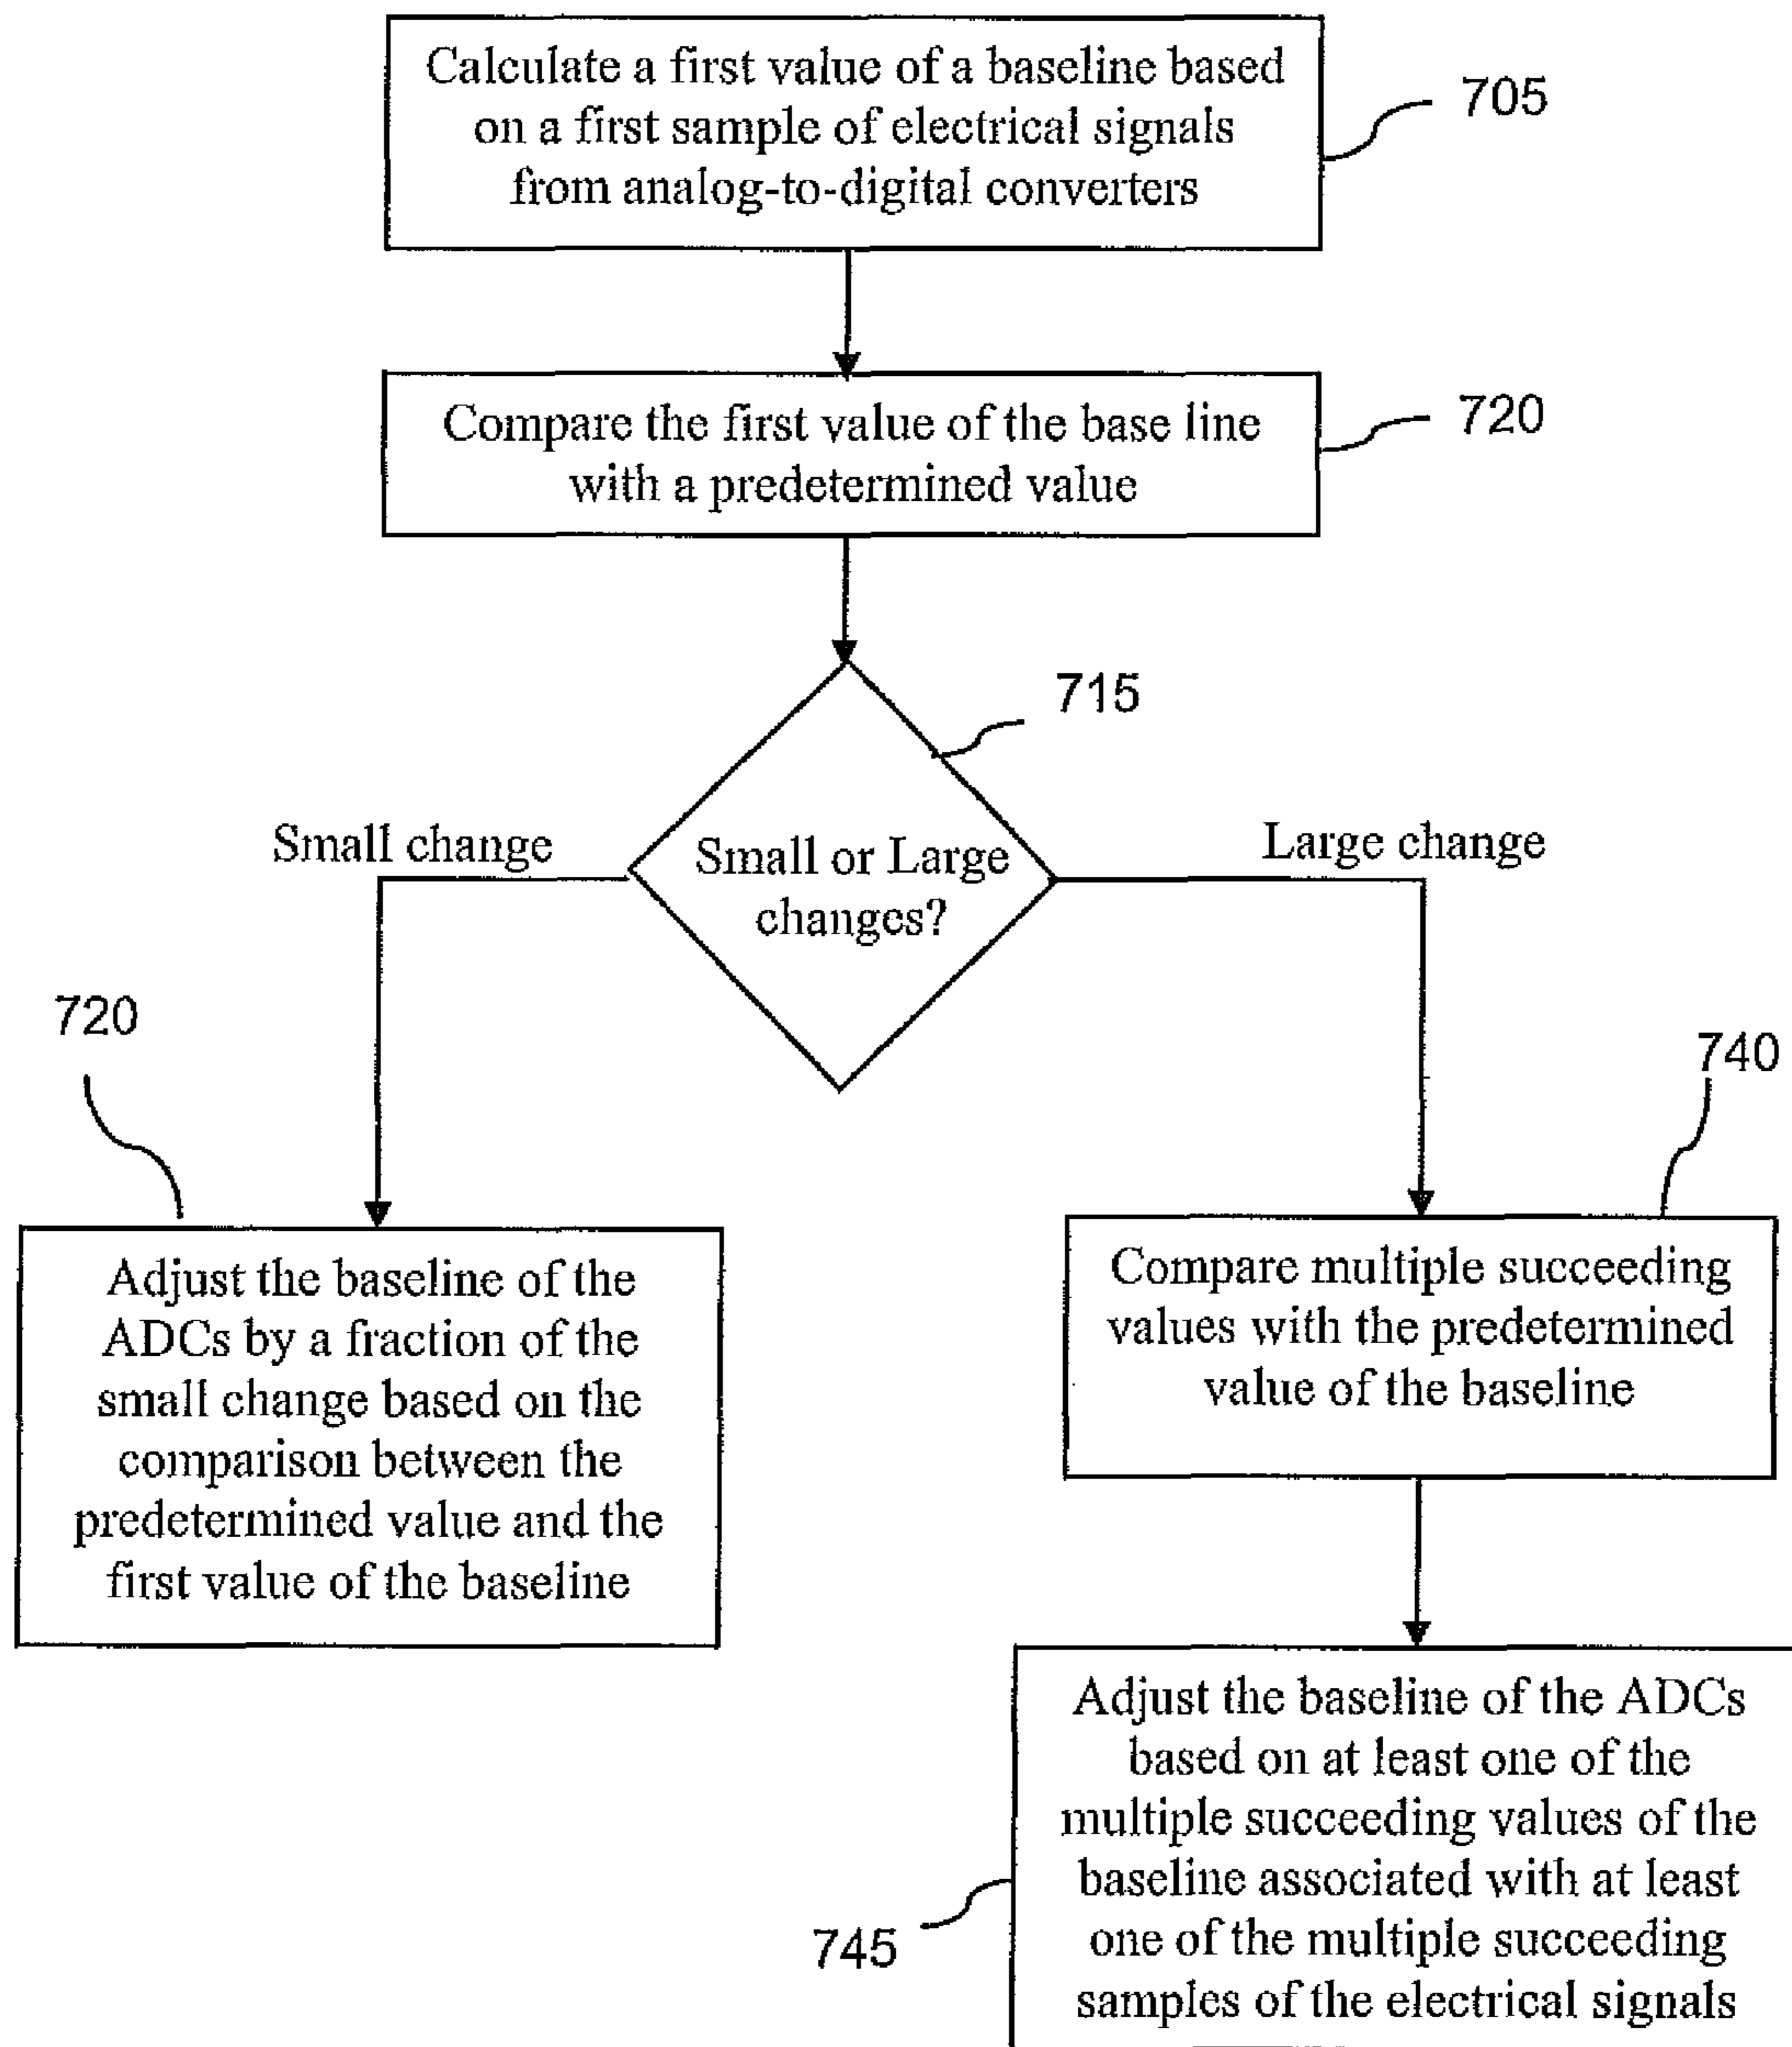 Calculate a first value of a baseline based
on a first sample of electrical signals
from analog-to-digital converters
705
Compare the first value of the base line
with a predetermined value
720
715
Small or Large
changes?
Small change
Large change
720
Adjust the baseline of the
ADCs by a fraction of the
small change based on the
comparison between the
predetermined value and the
first value of the baseline
740
Compare multiple succeeding
values with the predetermined
value of the baseline
Adjust the baseline of the ADCs
based on at least one of the
multiple succeeding values of the
baseline associated with at least
one of the multiple succeeding
samples of the electrical signals
745